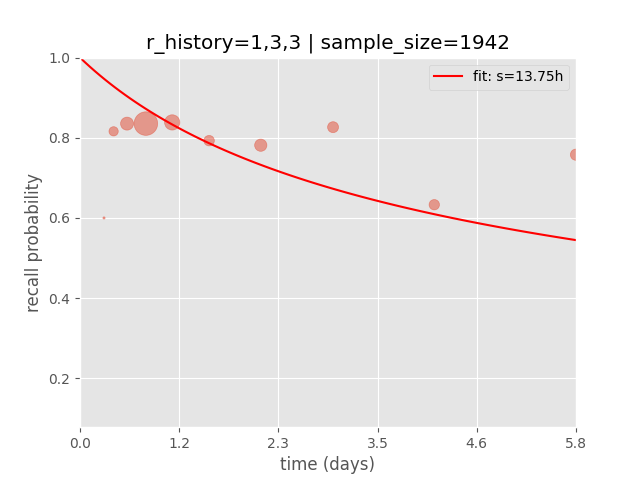 r_history=1,3,3 | sample_size=1942
fit: s=13.75h
1.0
0.8
0.6
0.4
0.2
recall probability
0.0 1.2 2.3 3.5 4.6 5.8
time (days)